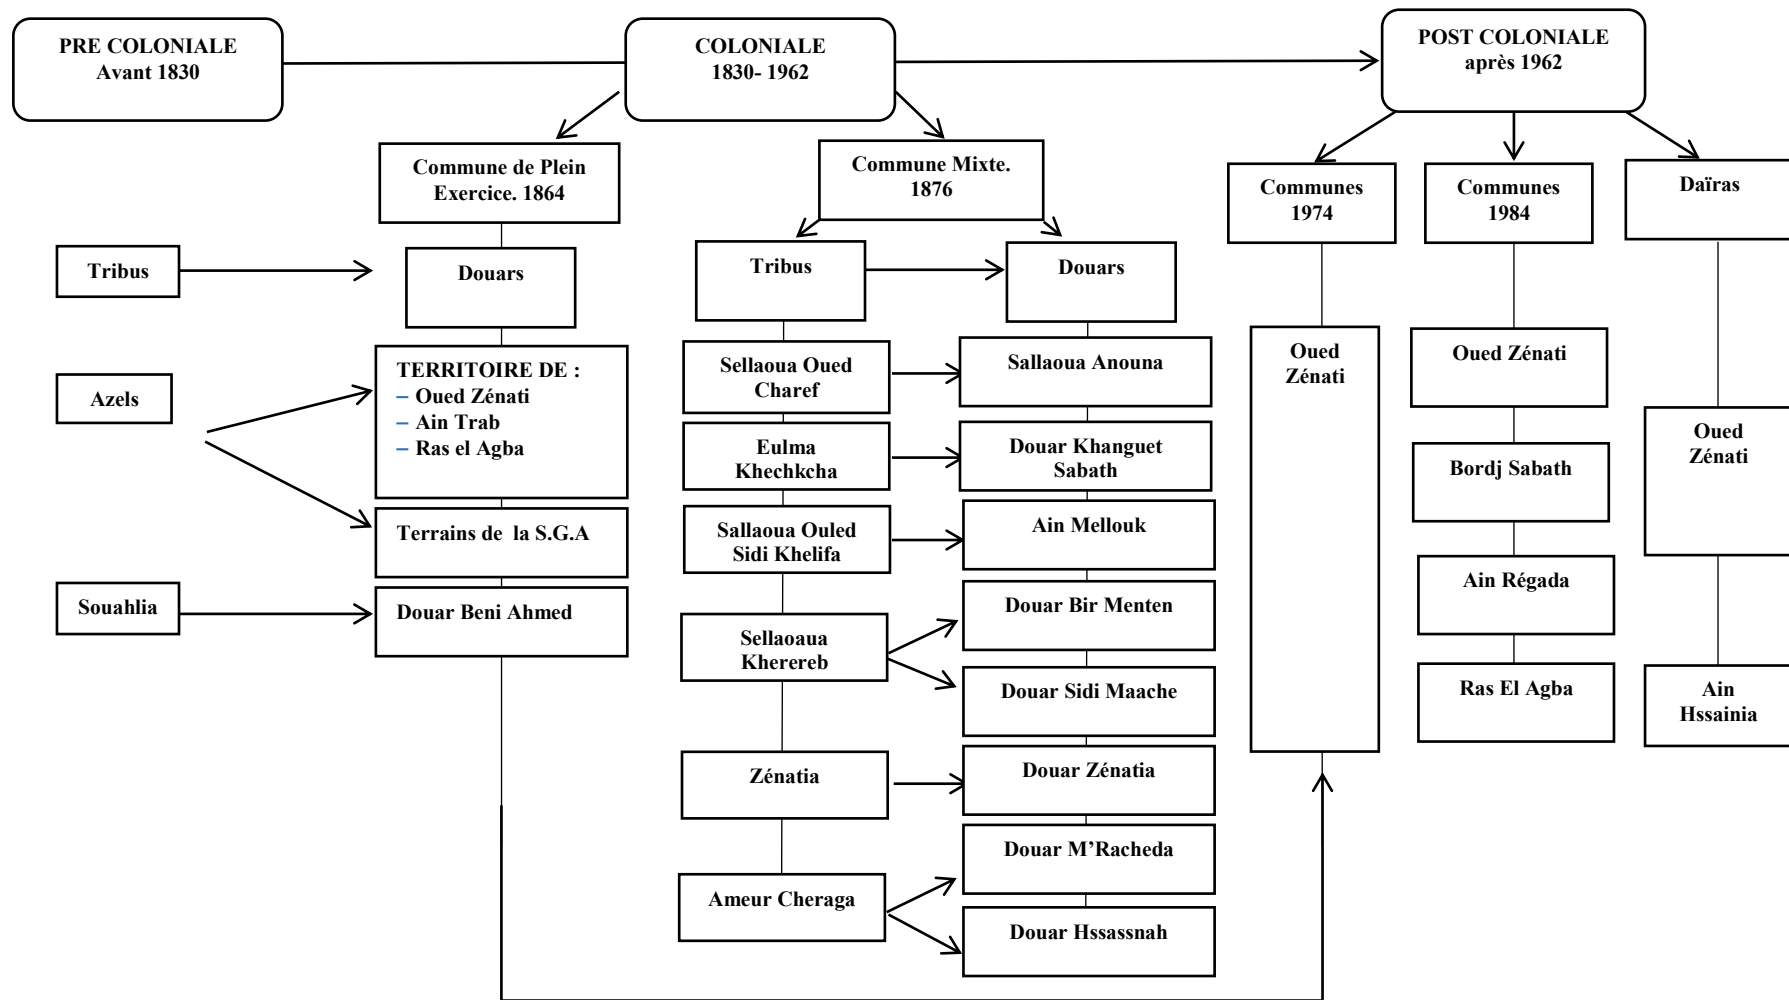 PRE COLONIALE
Avant 1830
COLONIALE
1830- 1962
POST COLONIALE
après 1962
Commune de Plein
Exercice. 1864
Commune Mixte.
1876
Communes
1974
Communes
1984
Daïras
Tribus
Douars
Tribus
Douars
Azels
TERRITOIRE DE :
– Oued Zénati
– Ain Trab
– Ras el Agba
Terrains de la S.G.A
Souahlia
Douar Beni Ahmed
Sellaoua Oued
Charef
Sallaoua Anouna
Eulma
Khechkcha
Douar Khanguet
Sabath
Sallaoua Ouled
Sidi Khelifa
Ain Mellouk
Sellaoaua
Kherereb
Douar Bir Menten
Douar Sidi Maache
Zénatia
Douar Zénatia
Ameur Cheraga
Douar M’Racheda
Douar Hssassnah
Oued
Zénati
Oued Zénati
Bordj Sabath
Ain Régada
Ras El Agba
Oued
Zénati
Ain
Hssainia